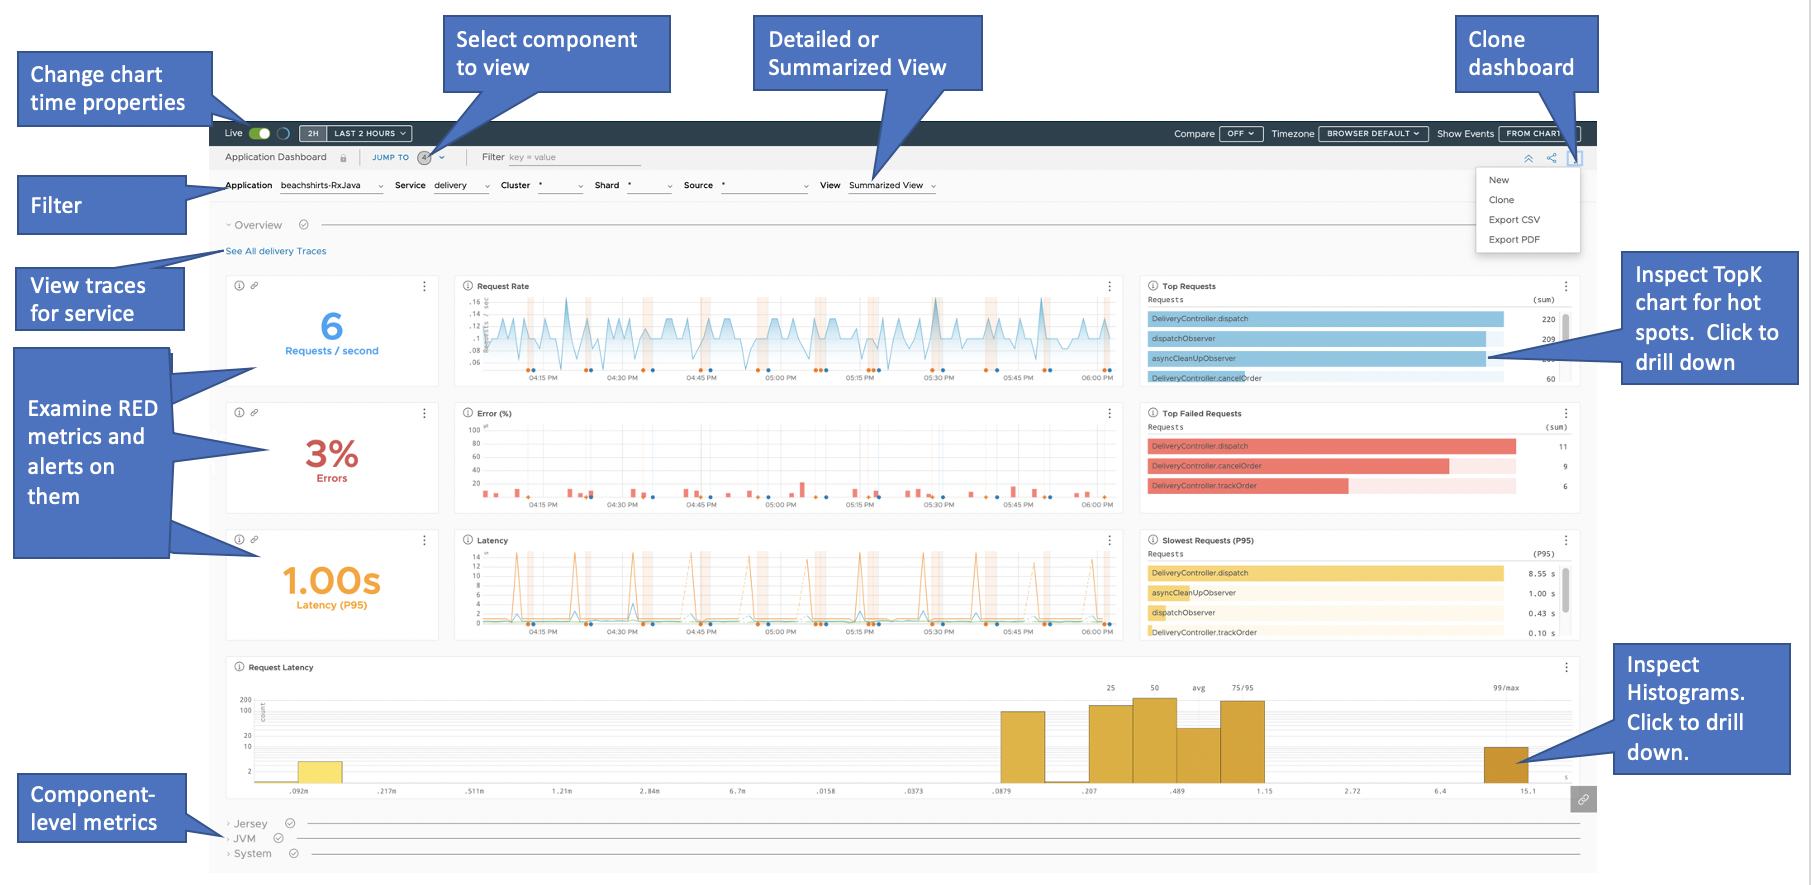 Change chart
time properties
Select component
to view
Detailed or
Summarized View
Clone
dashboard
Live
2H LAST 2 HOURS
Compare OFF Timezone BROWSER DEFAULT Show Events FROM CHART
Application Dashboard JUMP TO 4 Filter key = value
Filter
Application beachshirts-RxJava Service delivery Cluster * Shard * Source * View Summarized View
New
Clone
Export CSV
Export PDF
Overview
See All delivery Traces
View traces
for service
Inspect TopK
chart for hot
spots. Click to
drill down
6
Requests / second
Request Rate
Requests / sec
.16
.14
.12
.1
.08
.06
04:15 PM 04:30 PM 04:45 PM 05:00 PM 05:15 PM 05:30 PM 05:45 PM 06:00 PM
Top Requests
Requests (sum)
DeliveryController.dispatch 220
dispatchObserver 209
asyncCleanUpObserver
DeliveryController.cancelOrder 60
Examine RED
metrics and
alerts on
them
3%
Errors
Error (%)
%
100
80
60
40
20
04:15 PM 04:30 PM 04:45 PM 05:00 PM 05:15 PM 05:30 PM 05:45 PM 06:00 PM
Top Failed Requests
Requests (sum)
DeliveryController.dispatch 11
DeliveryController.cancelOrder 9
DeliveryController.trackOrder 6
1.00s
Latency (P95)
Latency
s
14
12
10
8
6
4
2
0
04:15 PM 04:30 PM 04:45 PM 05:00 PM 05:15 PM 05:30 PM 05:45 PM 06:00 PM
Slowest Requests (P95)
Requests (P95)
DeliveryController.dispatch 8.55 s
asyncCleanUpObserver 1.00 s
dispatchObserver 0.43 s
DeliveryController.trackOrder 0.10 s
Request Latency
25 50 avg 75/95 99/max
count
200
100
20
10
2
s
.092m .217m .511m 1.21m 2.84m 6.7m .0158 .0373 .0879 .207 .489 1.15 2.72 6.4 15.1
Inspect
Histograms.
Click to drill
down.
Component-
level metrics
Jersey
JVM
System